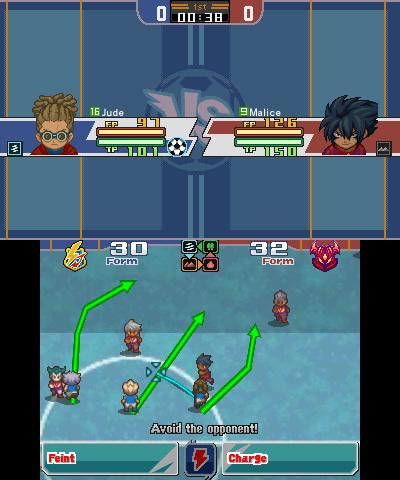 1st
0 00:38 0
VS
16 Jude
9 Malice
FP 97
FP 126
TP 101
TP 150
30 Form
32 Form
Avoid the opponent!
Feint
Charge